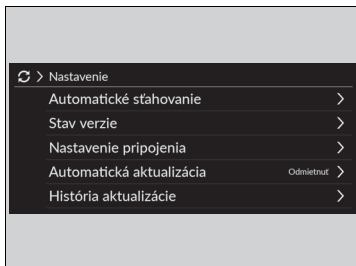 Nastavenie
Automatické sťahovanie
Stav verzie
Nastavenie pripojenia
Automatická aktualizácia Odmietnuť
História aktualizácie